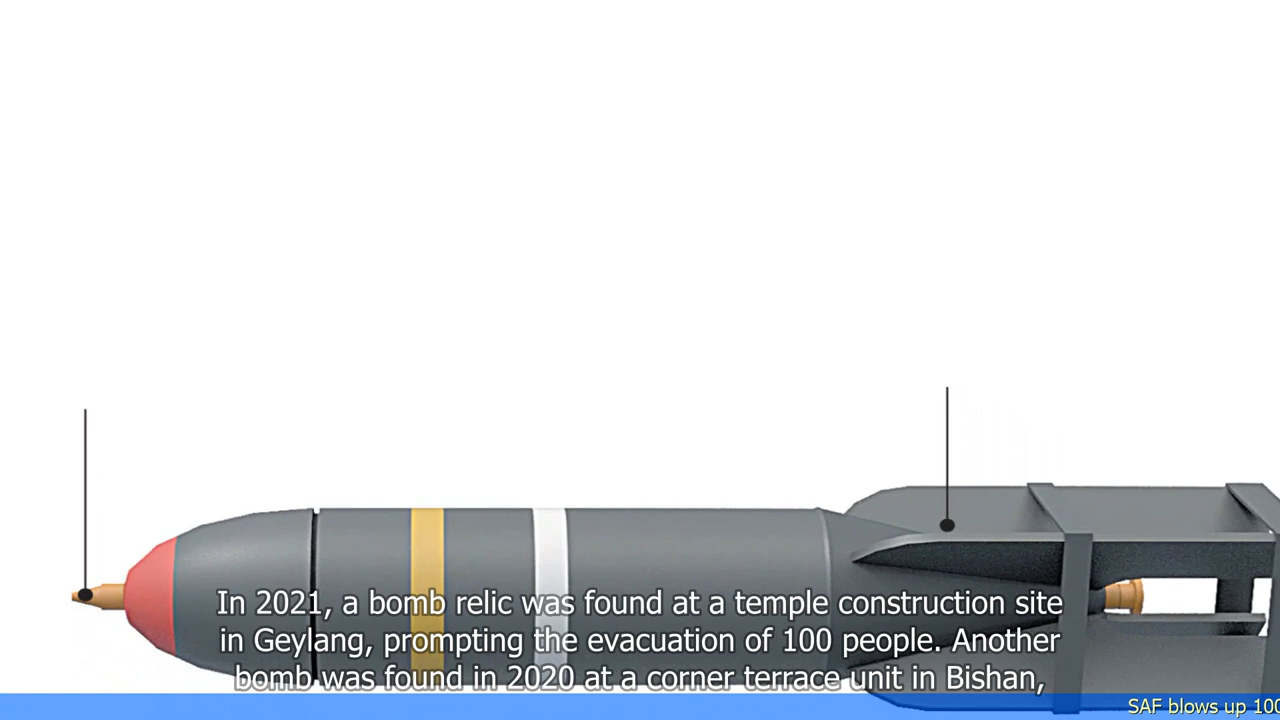 In 2021, a bomb relic was found at a temple construction site
in Geylang, prompting the evacuation of 100 people. Another
bomb was found in 2020 at a corner terrace unit in Bishan,
SAF blows up 100